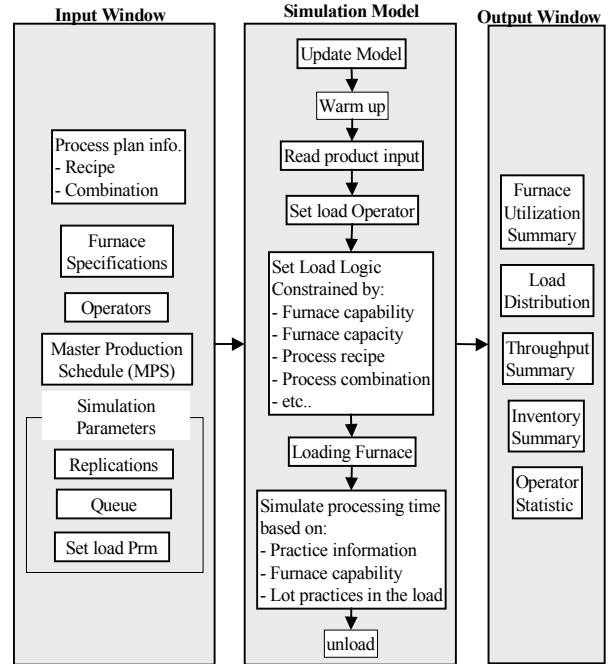 Input Window
Process plan info.
- Recipe
- Combination
Furnace
Specifications
Operators
Master Production
Schedule (MPS)
Simulation
Parameters
Replications
Queue
Set load Prm
Simulation Model
Update Model
Warm up
Read product input
Set load Operator
Set Load Logic
Constrained by:
- Furnace capability
- Furnace capacity
- Process recipe
- Process combination
- etc..
Loading Furnace
Simulate processing time
based on:
- Practice information
- Furnace capability
- Lot practices in the load
unload
Output Window
Furnace
Utilization
Summary
Load
Distribution
Throughput
Summary
Inventory
Summary
Operator
Statistic